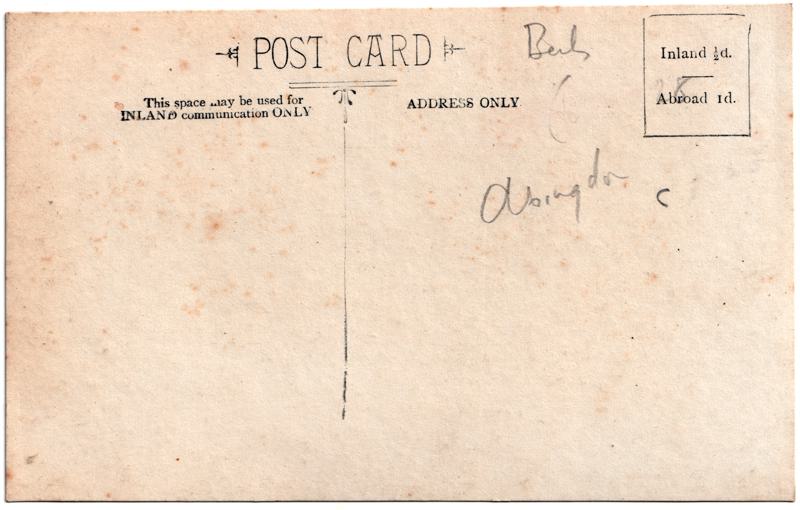 POST CARD
Berks
Inland ½d.
Abroad 1d.
This space may be used for
INLAND communication ONLY
ADDRESS ONLY
Abingdon